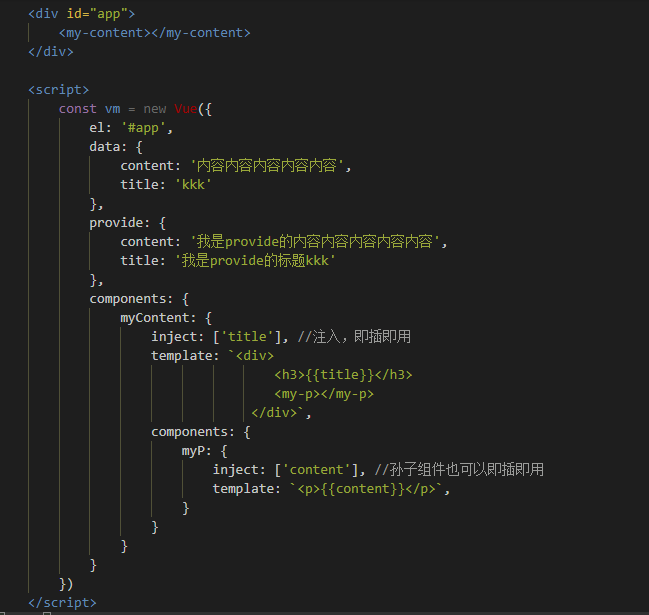 <div id="app">
    <my-content></my-content>
</div>

<script>
    const vm = new Vue({
        el: '#app',
        data: {
            content: '内容内容内容内容内容',
            title: 'kkk'
        },
        provide: {
            content: '我是provide的内容内容内容内容内容',
            title: '我是provide的标题kkk'
        },
        components: {
            myContent: {
                inject: ['title'], //注入，即插即用
                template: `<div>
                                <h3>{{title}}</h3>
                                <my-p></my-p>
                             </div>`,
                components: {
                    myP: {
                        inject: ['content'], //孙子组件也可以即插即用
                        template: `<p>{{content}}</p>`,
                    }
                }
            }
        }
    })
</script>